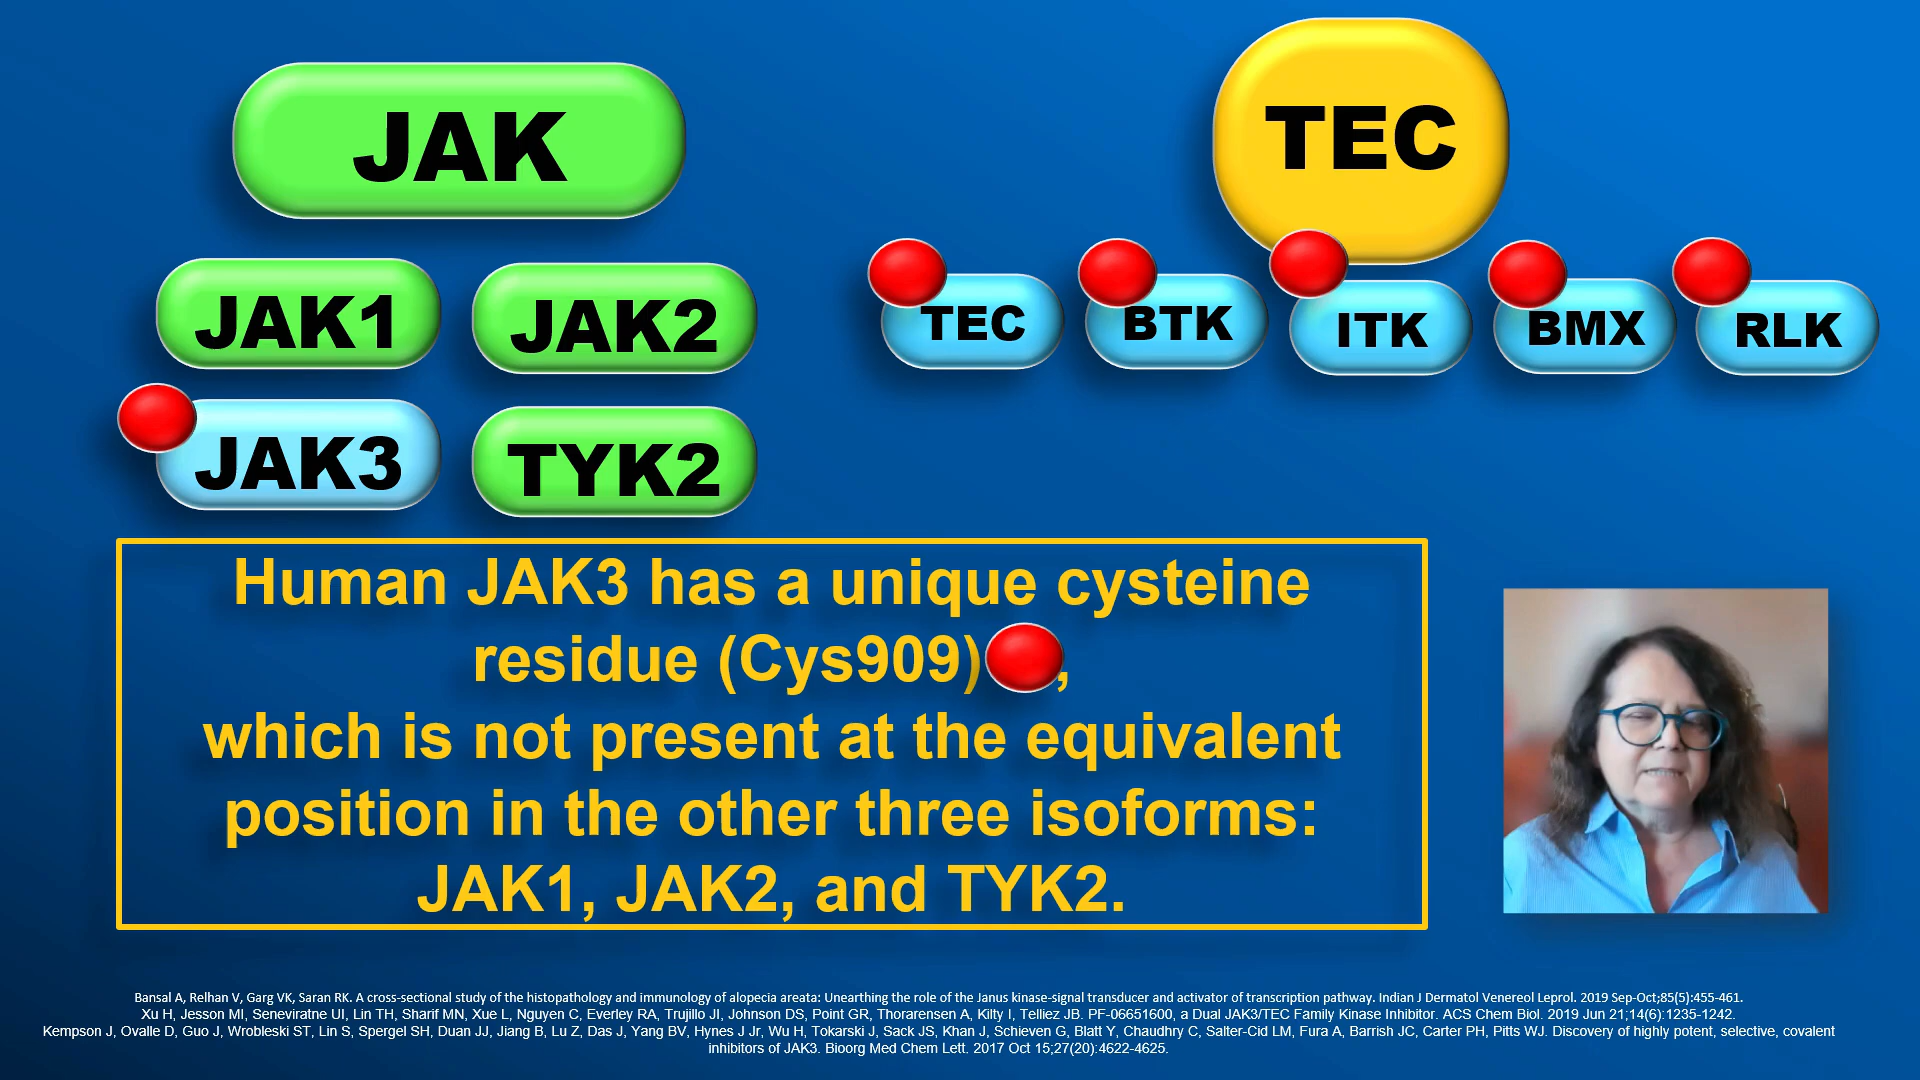 JAK
TEC
JAK1
JAK2
TEC
BTK
ITK
BMX
RLK
JAK3
TYK2
Human JAK3 has a unique cysteine
residue (Cys909) ,
which is not present at the equivalent
position in the other three isoforms:
JAK1, JAK2, and TYK2.
Bansal A, Relhan V, Garg VK, Saran RK. A cross-sectional study of the histopathology and immunology of alopecia areata: Unearthing the role of the Janus kinase-signal transducer and activator of transcription pathway. Indian J Dermatol Venereol Leprol. 2019 Sep-Oct;85(5):455-461.
Xu H, Jesson MI, Seneviratne UI, Lin TH, Sharif MN, Xue L, Nguyen C, Everley RA, Trujillo JI, Johnson DS, Point GR, Thorarensen A, Kilty I, Telliez JB. PF-06651600, a Dual JAK3/TEC Family Kinase Inhibitor. ACS Chem Biol. 2019 Jun 21;14(6):1235-1242.
Kempson J, Ovalle D, Guo J, Wrobleski ST, Lin S, Spergel SH, Duan JJ, Jiang B, Lu Z, Das J, Yang BV, Hynes J Jr, Wu H, Tokarski J, Sack JS, Khan J, Schieven G, Blatt Y, Chaudhry C, Salter-Cid LM, Fura A, Barrish JC, Carter PH, Pitts WJ. Discovery of highly potent, selective, covalent
inhibitors of JAK3. Bioorg Med Chem Lett. 2017 Oct 15;27(20):4622-4625.